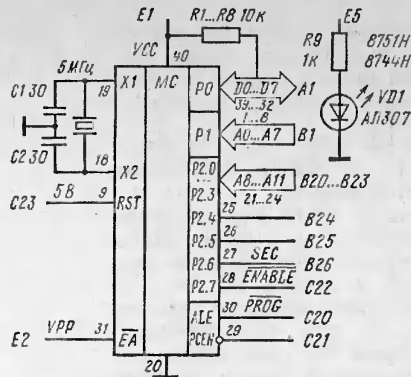 E1
R1...R8 10к
E5
VCC
40
R9
1к
8751H
8744H
5МГц
C1 30
19
X1
MC
P0
D0...D7
A1
39...32
VD1
АЛ307
1...8
P1
A0...A7
B1
C2 30
18
X2
P2.0
A8...A11
B20...B23
P2.3
21...24
C23
5В
9
RST
P2.4
25
B24
P2.5
26
B25
P2.6
27
SEC
B26
P2.7
28
ENABLE
C22
ALE
30
PROG
C20
E2
VPP
31
EA
PCEN
29
C21
20